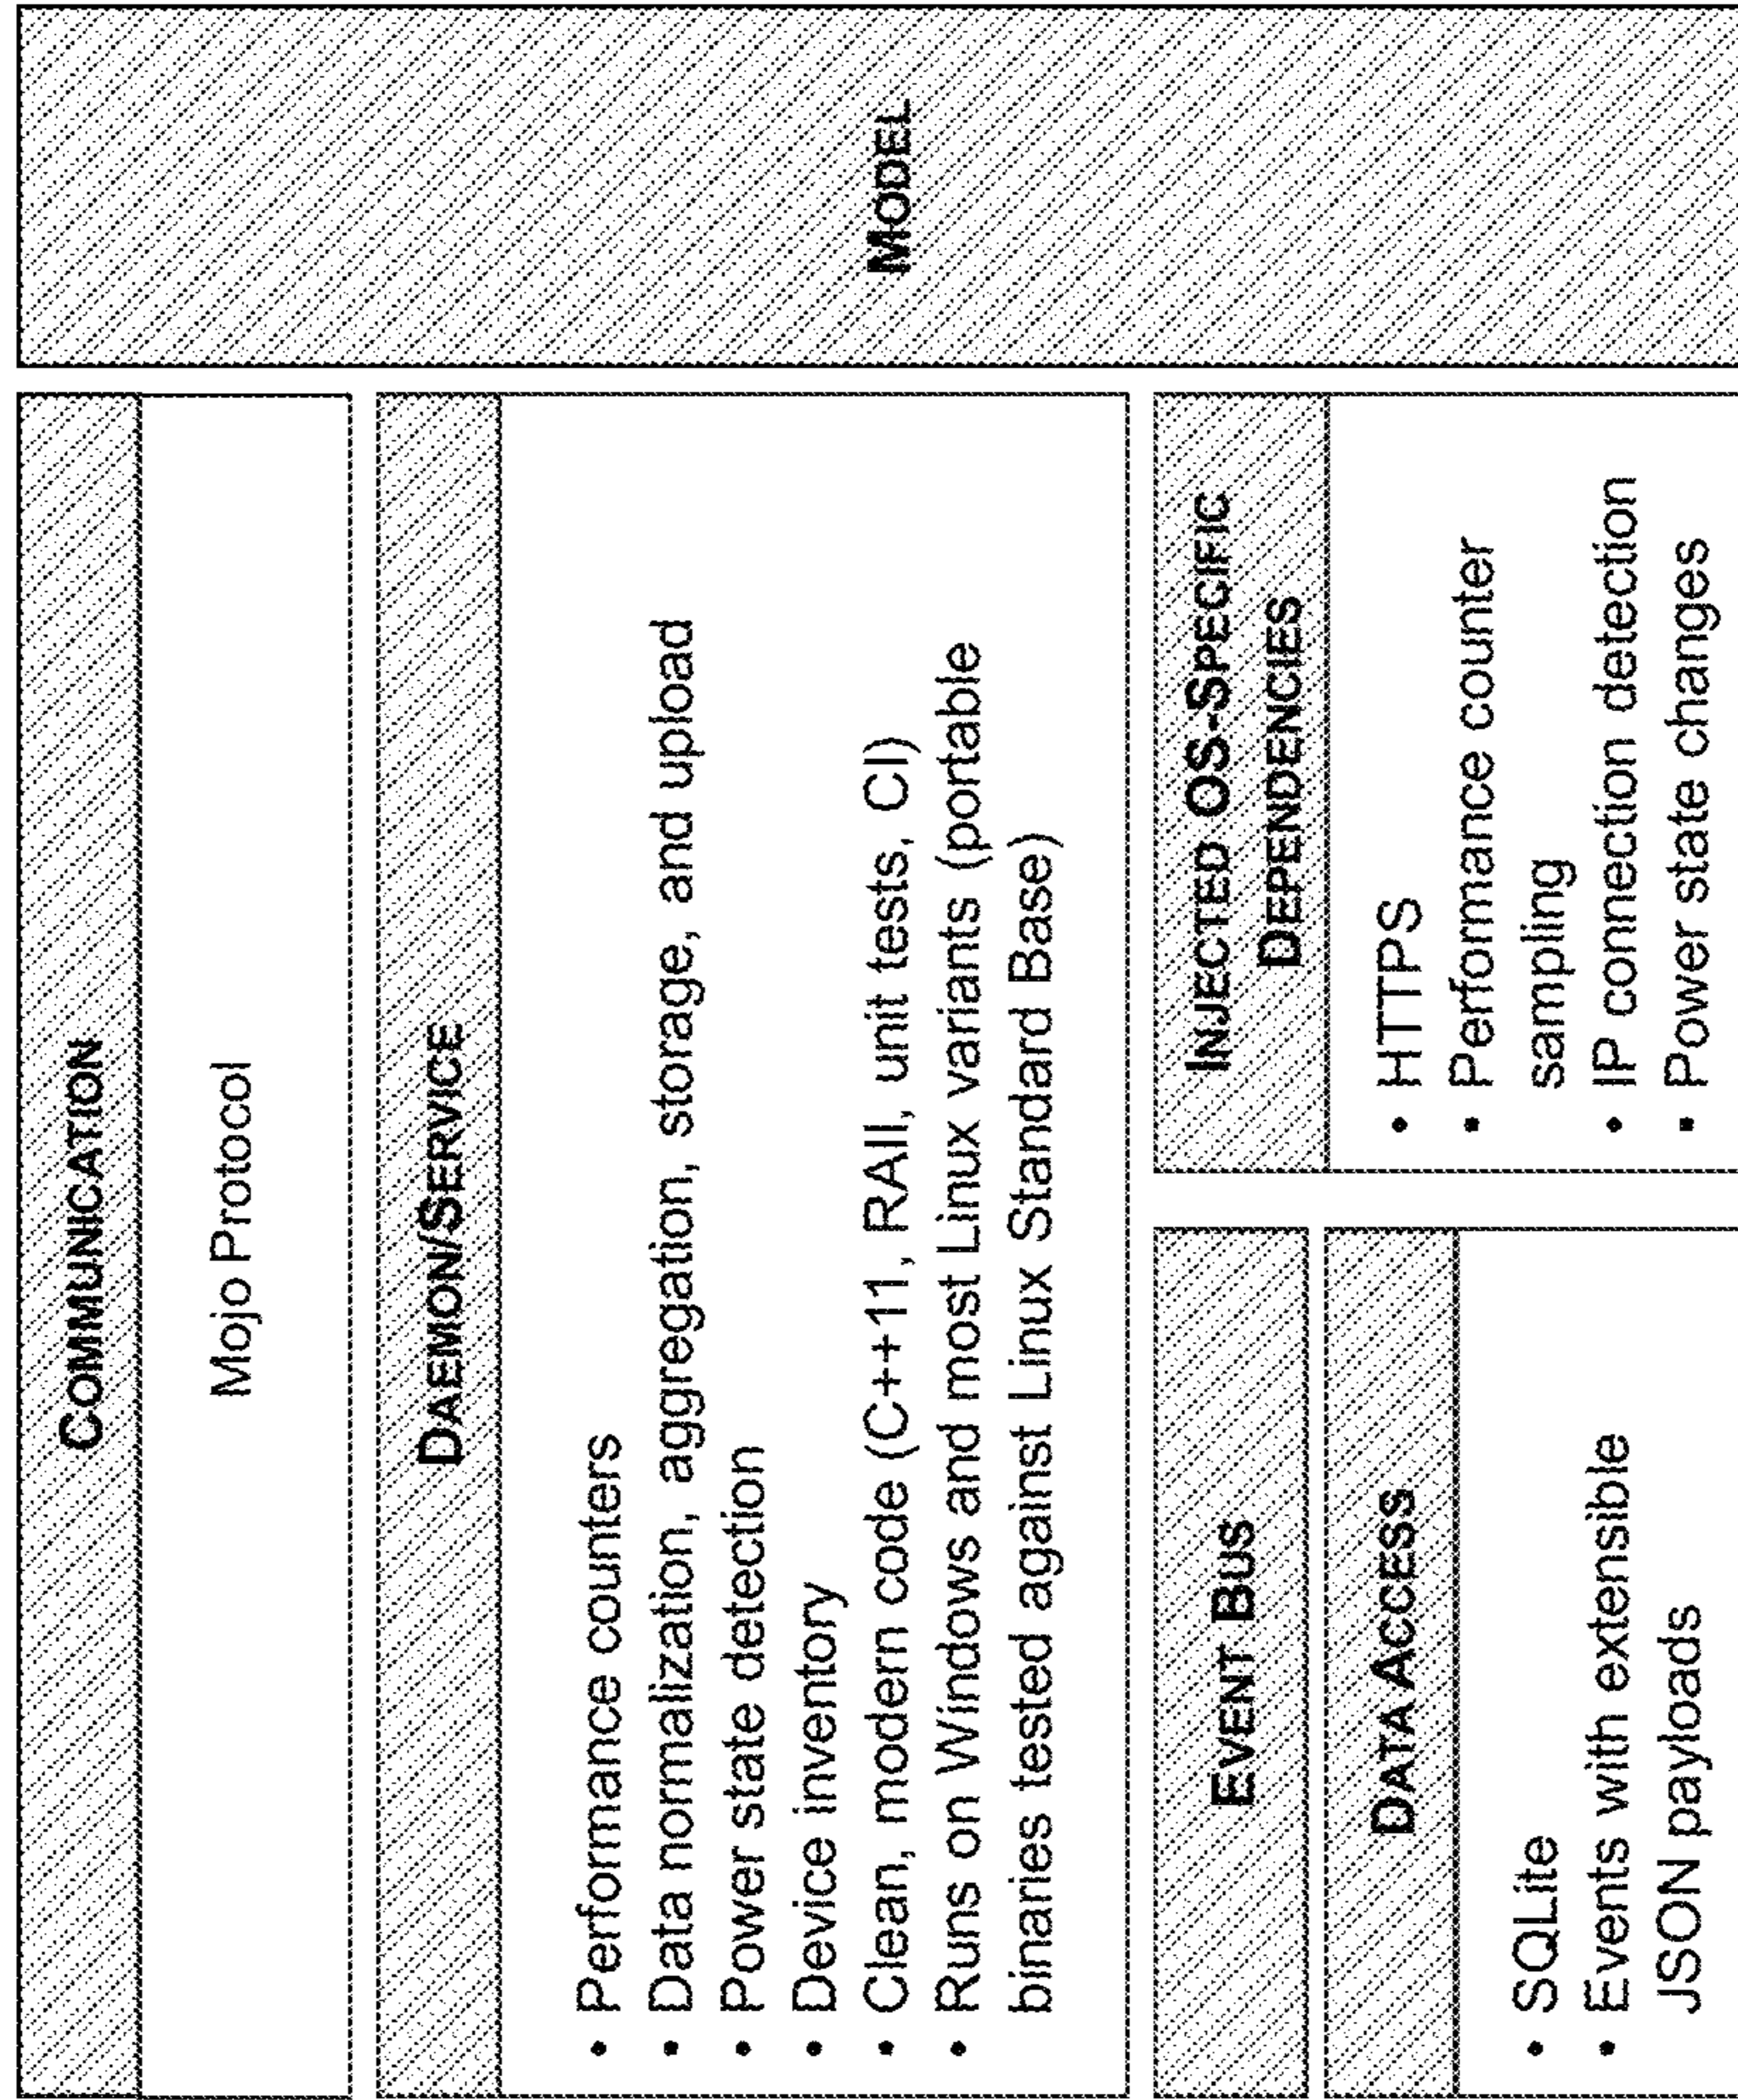 COMMUNICATION
Mojo Protocol
DAEMON/SERVICE
• Performance counters
• Data normalization, aggregation, storage, and upload
• Power state detection
• Device inventory
• Clean, modern code (C++11, RAII, unit tests, CI)
• Runs on Windows and most Linux variants (portable
binaries tested against Linux Standard Base)
EVENT BUS
DATA ACCESS
• SQLite
• Events with extensible
JSON payloads
INJECTED OS-SPECIFIC
DEPENDENCIES
• HTTPS
• Performance counter
sampling
• IP connection detection
• Power state changes
MODEL